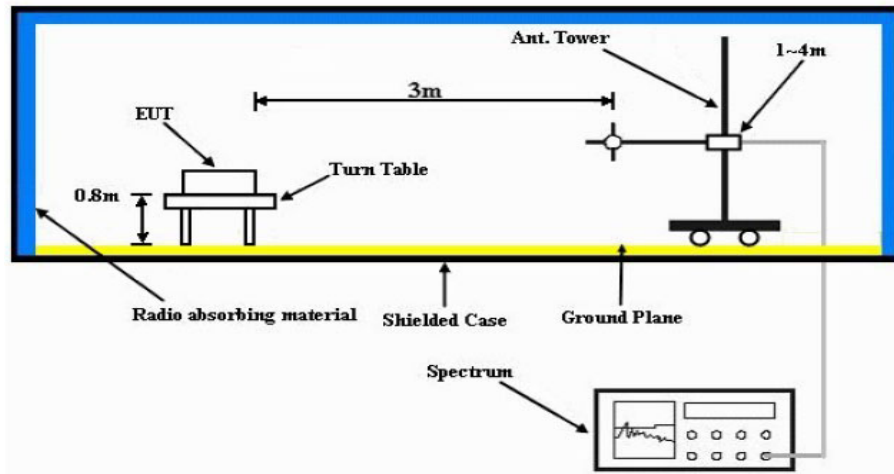 Ant. Tower
1~4m
3m
EUT
Turn Table
0.8m
Radio absorbing material
Shielded Case
Ground Plane
Spectrum